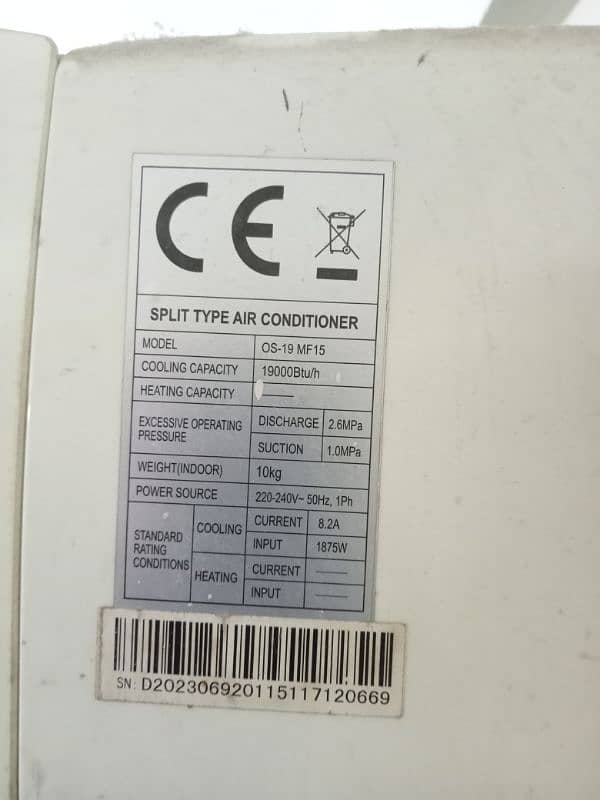 CE
SPLIT TYPE AIR CONDITIONER
MODEL OS-19 MF15
COOLING CAPACITY 19000Btu/h
HEATING CAPACITY ——
EXCESSIVE OPERATING PRESSURE DISCHARGE 2.6MPa
SUCTION 1.0MPa
WEIGHT(INDOOR) 10kg
POWER SOURCE 220-240V~ 50Hz, 1Ph
STANDARD RATING CONDITIONS COOLING CURRENT 8.2A
INPUT 1875W
HEATING CURRENT ——
INPUT ——
SN: D202306920115117120669